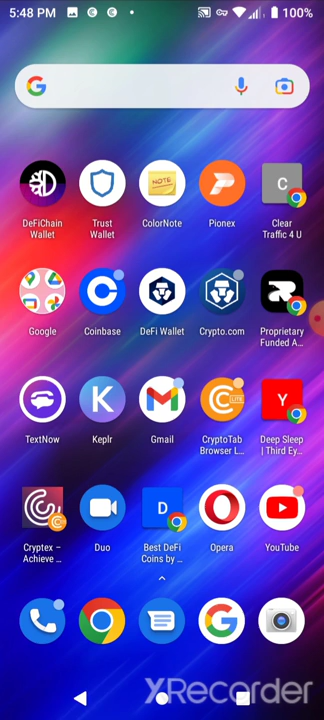 5:48 PM
100%
DeFiChain
Wallet
Trust
Wallet
NOTE
ColorNote
Pionex
C
Clear
Traffic 4 U
Google
Coinbase
DeFi Wallet
Crypto.com
Proprietary
Funded A...
TextNow
K
Keplr
Gmail
LITE
CryptoTab
Browser L...
Y
Deep Sleep
| Third Ey...
Cryptex –
Achieve ...
Duo
D
Best DeFi
Coins by ...
Opera
YouTube
XRecorder